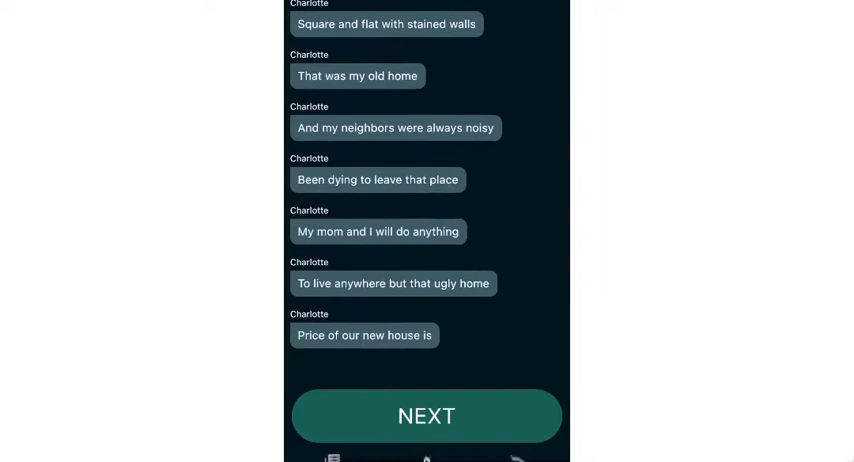 Charlotte
Square and flat with stained walls
Charlotte
That was my old home
Charlotte
And my neighbors were always noisy
Charlotte
Been dying to leave that place
Charlotte
My mom and I will do anything
Charlotte
To live anywhere but that ugly home
Charlotte
Price of our new house is
NEXT